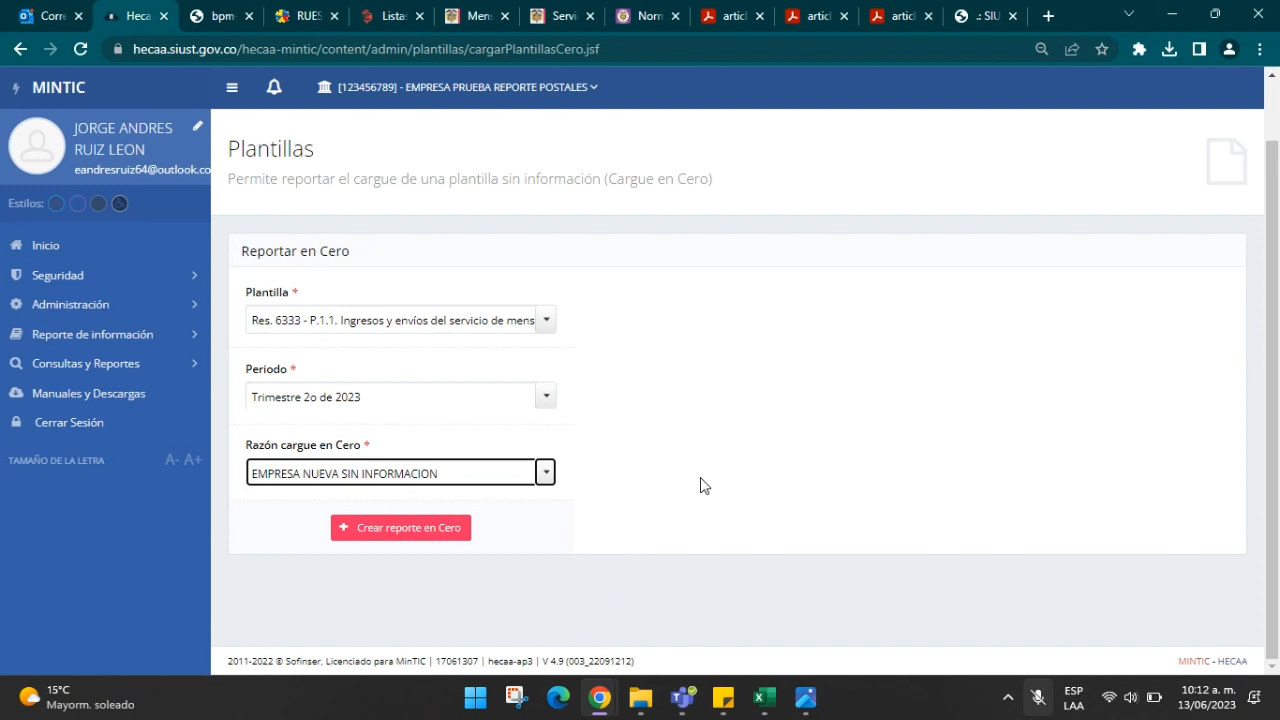 Corre
Heca
bpm
RUES
Listas
Mens
Servi
Norm
articl
articl
articl
.: SIU
hecaa.siust.gov.co/hecaa-mintic/content/admin/plantillas/cargarPlantillasCero.jsf
MINTIC
[123456789] - EMPRESA PRUEBA REPORTE POSTALES
JORGE ANDRES
RUIZ LEON
eandresruiz64@outlook.co
Estilos:
Inicio
Seguridad
Administración
Reporte de información
Consultas y Reportes
Manuales y Descargas
Cerrar Sesión
TAMAÑO DE LA LETRA A- A+
Plantillas
Permite reportar el cargue de una plantilla sin información (Cargue en Cero)
Reportar en Cero
Plantilla *
Res. 6333 - P.1.1. Ingresos y envíos del servicio de mens
Periodo *
Trimestre 2o de 2023
Razón cargue en Cero *
EMPRESA NUEVA SIN INFORMACION
+ Crear reporte en Cero
2011-2022 © Sofinser, Licenciado para MinTIC | 17061307 | hecaa-ap3 | V 4.9 (003_22091212)
MINTIC - HECAA
15°C
Mayorm. soleado
ESP
LAA
10:12 a. m.
13/06/2023